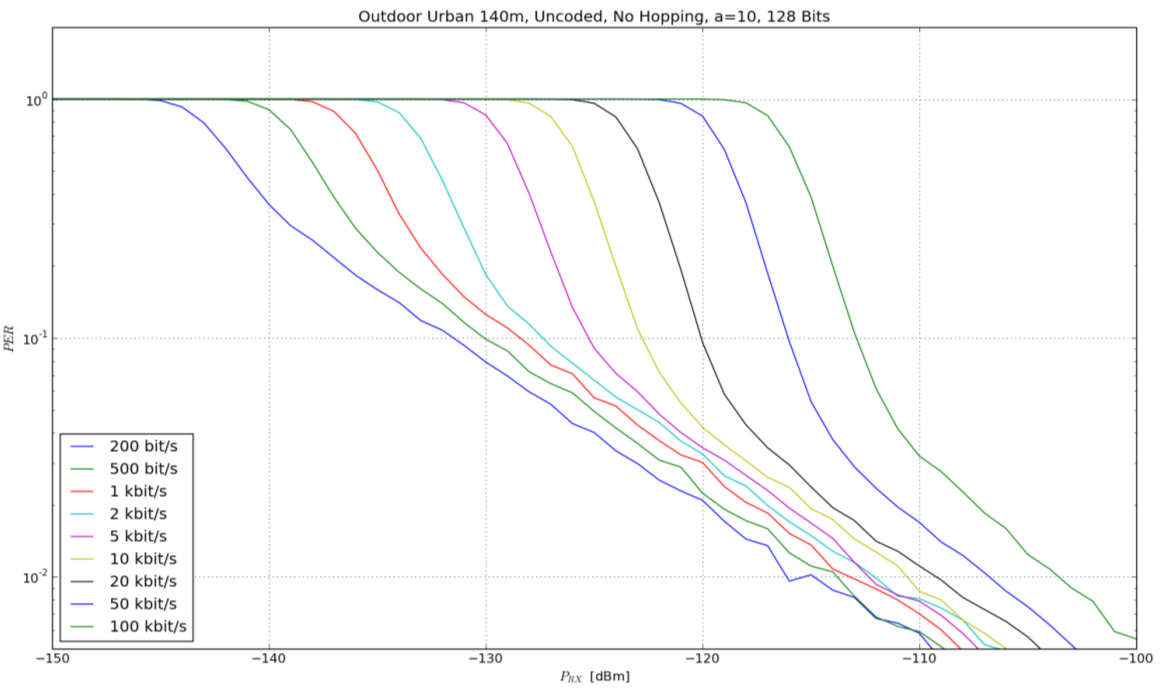 Outdoor Urban 140m, Uncoded, No Hopping, a=10, 128 Bits
10⁰
10⁻¹
10⁻²
PER
200 bit/s
500 bit/s
1 kbit/s
2 kbit/s
5 kbit/s
10 kbit/s
20 kbit/s
50 kbit/s
100 kbit/s
−150 −140 −130 −120 −110 −100
P_RX [dBm]